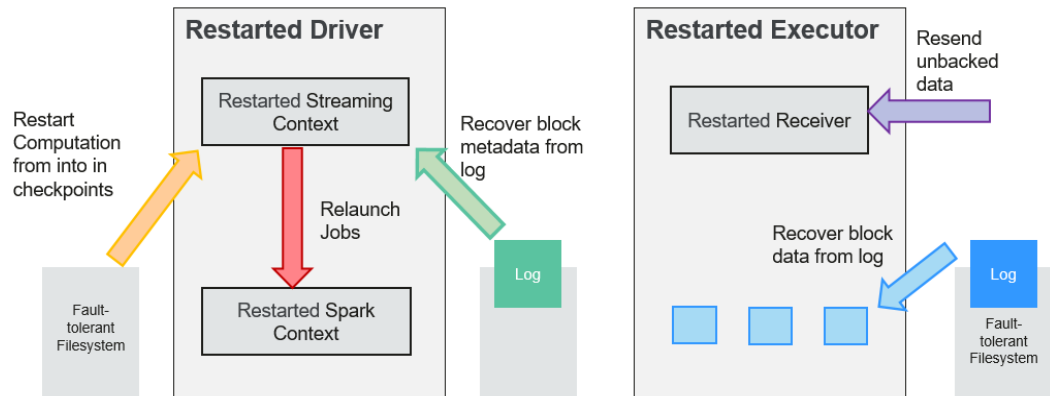 Restarted Driver
Restarted Streaming
Context
Restart
Computation
from into in
checkpoints
Recover block
metadata from
log
Relaunch
Jobs
Log
Fault-
tolerant
Filesystem
Restarted Spark
Context
Restarted Executor
Resend
unbacked
data
Restarted Receiver
Recover block
data from log
Log
Fault-
tolerant
Filesystem